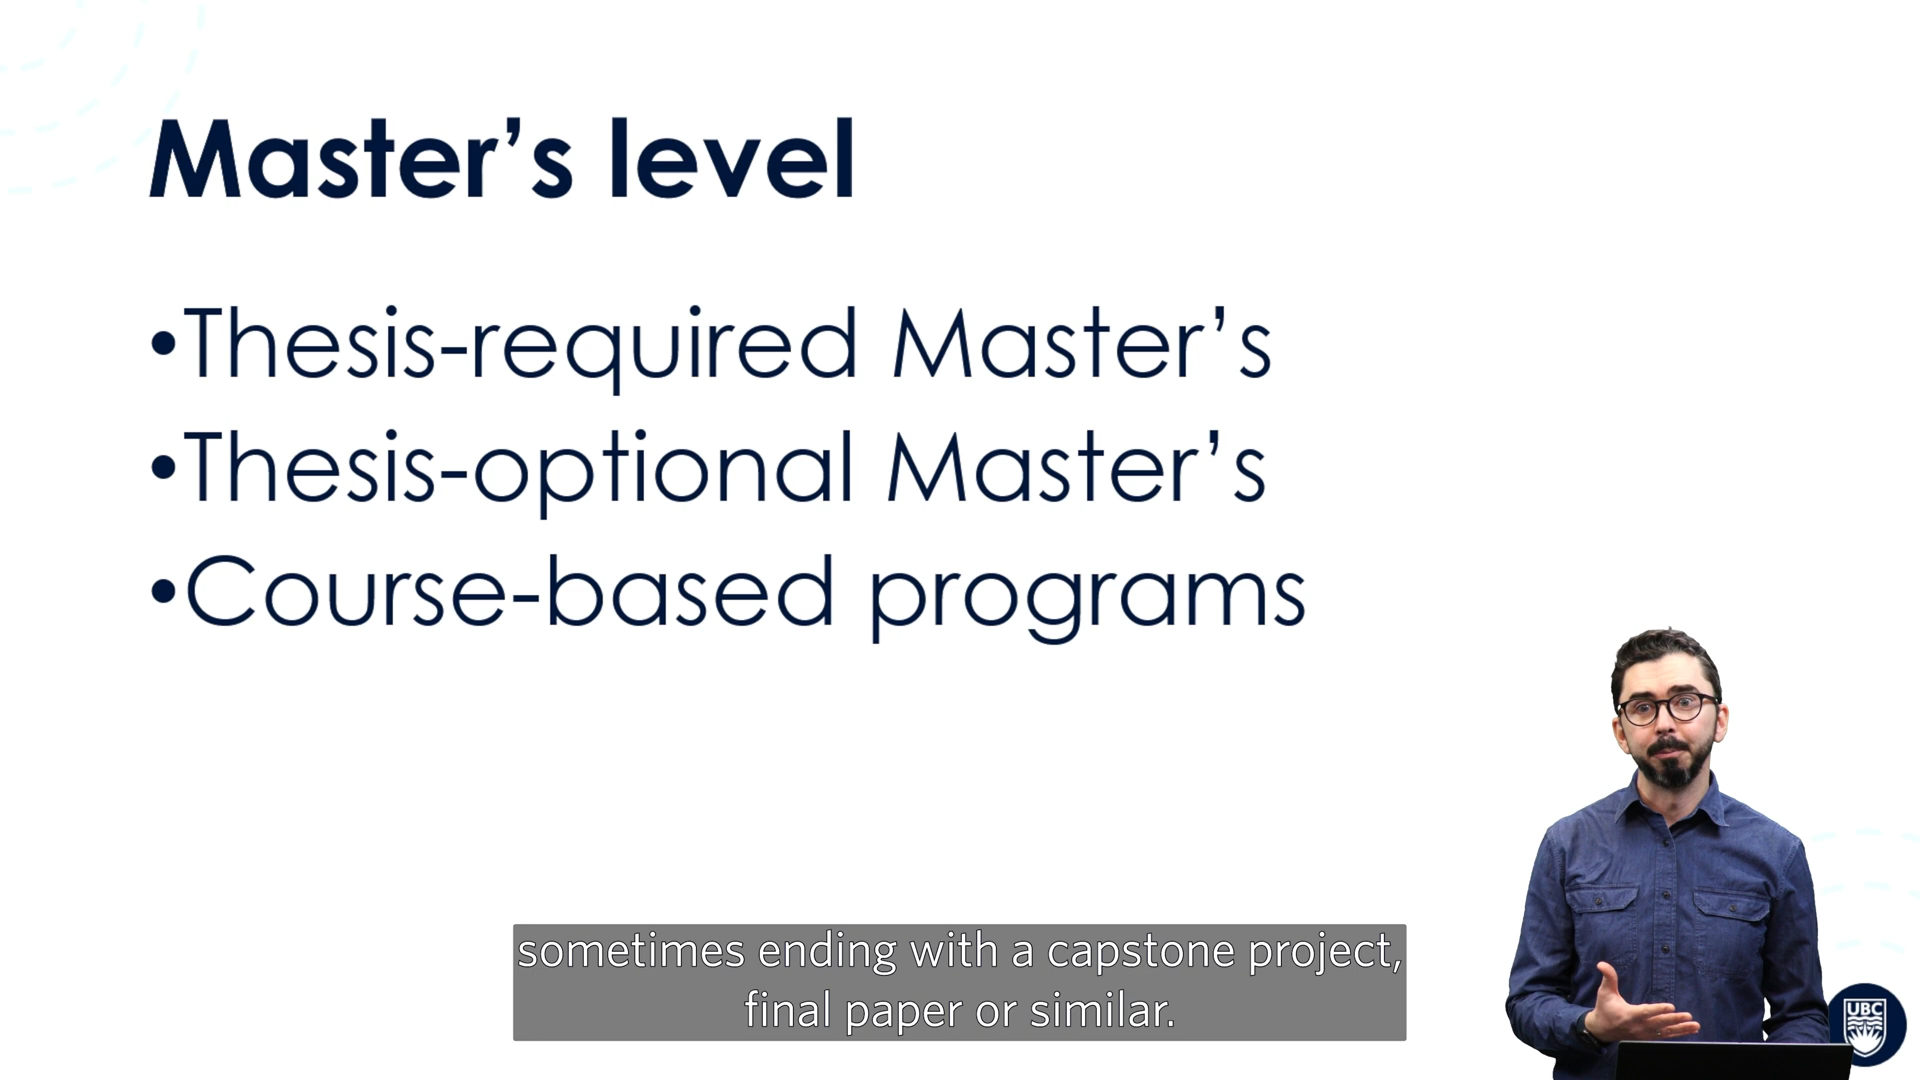 Master’s level
•Thesis-required Master’s
•Thesis-optional Master’s
•Course-based programs
sometimes ending with a capstone project,
final paper or similar.
UBC